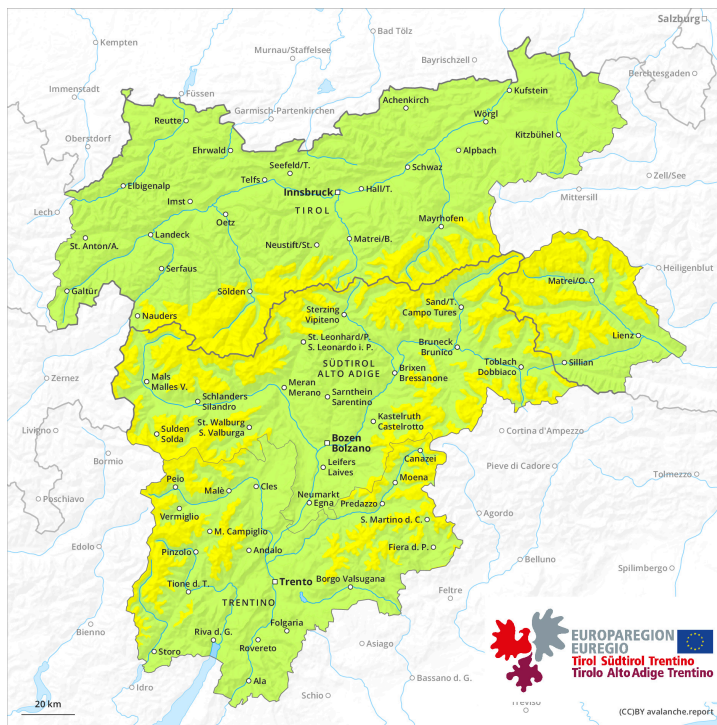 Salzburg
Bad Tölz
Kempten
Murnau/Staffelsee
Bayrischzell
Berchtesgaden
Immenstadt
Füssen
Garmisch-Partenkirchen
Achenkirch
Kufstein
Reutte
Wörgl
Kitzbühel
Oberstdorf
Ehrwald
Seefeld/T.
Schwaz
Alpbach
Zell/See
Elbigenalp
Telfs
Innsbruck
Hall/T.
Mittersill
Lech
Imst
TIROL
Mayrhofen
Oetz
St. Anton/A.
Landeck
Neustift/St.
Matrei/B.
Serfaus
Heiligenblut
Galtür
Sölden
Matrei/O.
Nauders
Sterzing
Vipiteno
Sand/T.
Campo Tures
Lienz
St. Leonhard/P.
S. Leonardo i. P.
Bruneck
Brunico
Toblach
Dobbiaco
Sillian
SÜDTIROL
ALTO ADIGE
Brixen
Bressanone
Zernez
Mals
Malles V.
Meran
Merano
Sarnthein
Sarentino
Schlanders
Silandro
St. Walburg
S. Valburga
Kastelruth
Castelrotto
Livigno
Sulden
Solda
Bozen
Bolzano
Cortina d'Ampezzo
Bormio
Canazei
Leifers
Laives
Pieve di Cadore
Tolmezzo
Poschiavo
Peio
Malè
Cles
Moena
Neumarkt
Egna
Predazzo
Vermiglio
S. Martino d. C.
Agordo
M. Campiglio
Edolo
Pinzolo
Andalo
Fiera d. P.
Belluno
Spilimbergo
Tione d. T.
Trento
Borgo Valsugana
Feltre
TRENTINO
Folgaria
Bienno
Riva d. G.
Rovereto
Asiago
Storo
Bassano d. G.
Idro
Ala
Schio
Treviso
EUROPAREGION
EUREGIO
Tirol Südtirol Trentino
Tirolo Alto Adige Trentino
20 km
(CC)BY avalanche.report